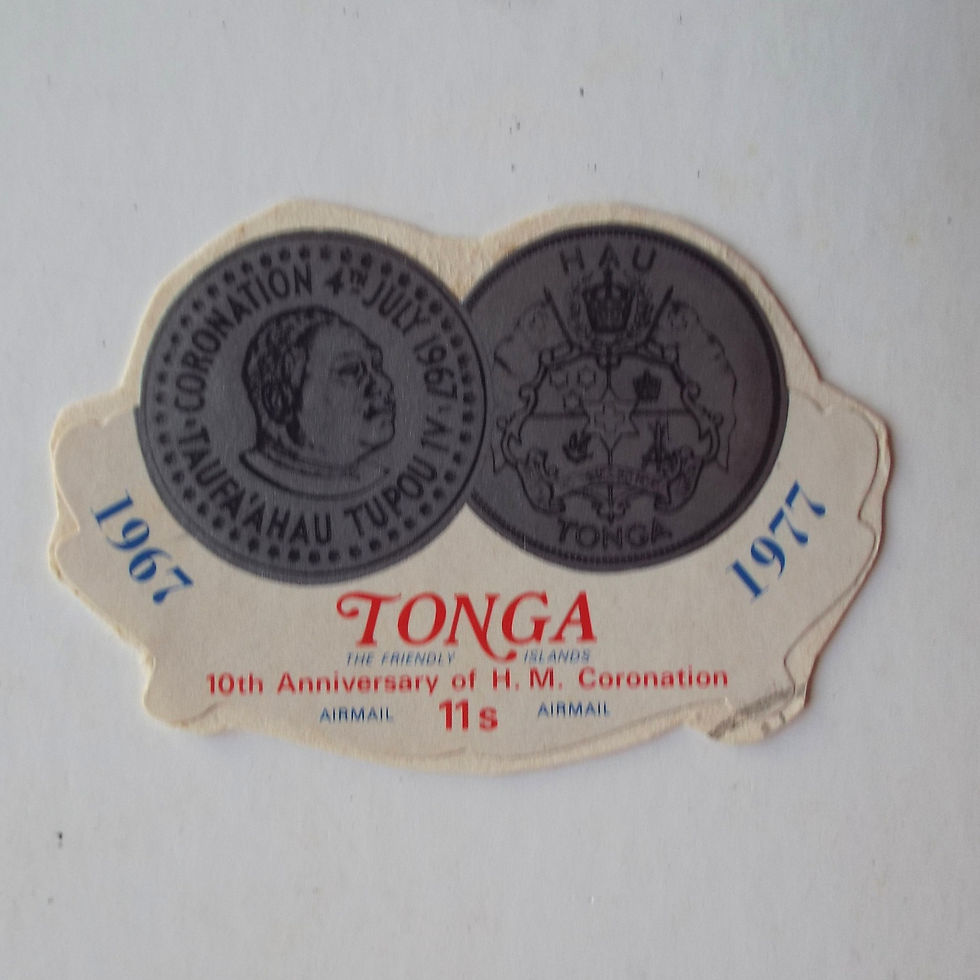 CORONATION 4TH JULY 1967 · TAUFA'AHAU TUPOU IV ·
HAU
TONGA
1967
1977
TONGA
THE FRIENDLY ISLANDS
10th Anniversary of H. M. Coronation
AIRMAIL 11s AIRMAIL